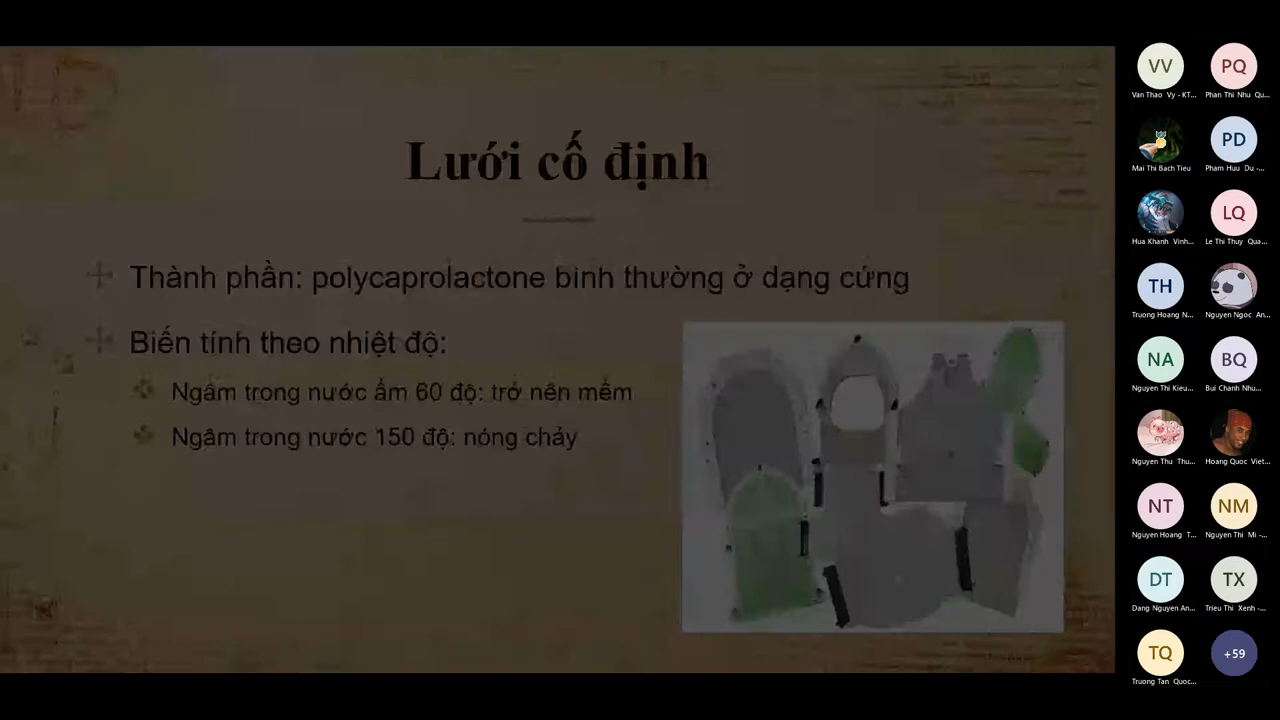 Lưới cố định
Thành phần: polycaprolactone bình thường ở dạng cứng
Biến tính theo nhiệt độ:
Ngâm trong nước ấm 60 độ: trở nên mềm
Ngâm trong nước 150 độ: nóng chảy
VV
PQ
Van Thao Vy - KT...
Phan Thi Nhu Qu...
PD
Mai Thi Bach Tieu
Pham Huu Du -...
LQ
Hua Khanh Vinh...
Le Thi Thuy Qua...
TH
Truong Hoang N...
Nguyen Ngoc An...
NA
BQ
Nguyen Thi Kieu...
Bui Chanh Nhu...
Nguyen Thu Thu...
Hoang Quoc Viet...
NT
NM
Nguyen Hoang T...
Nguyen Thi Mi -...
DT
TX
Dang Nguyen An...
Trieu Thi Xenh -...
TQ
+59
Truong Tan Quoc...